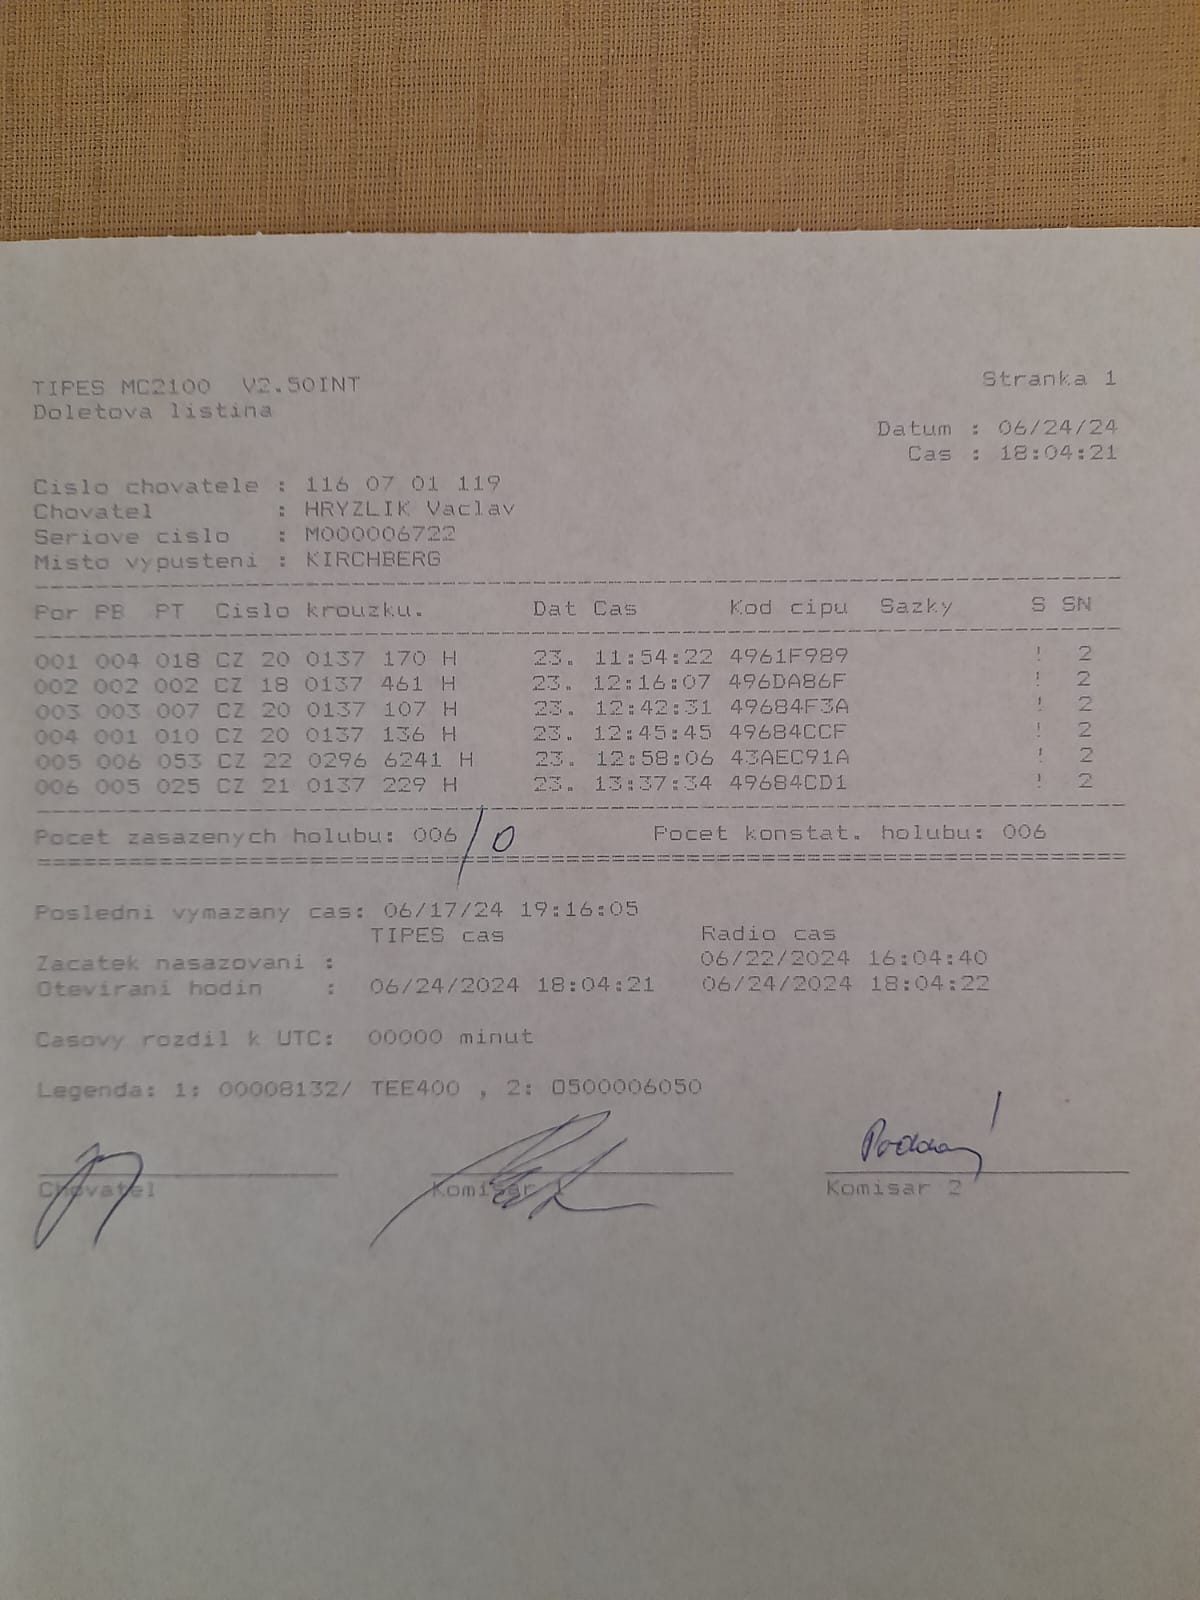 TIPES MC2100 V2.50INT Stranka 1
Doletova listina
Datum : 06/24/24
Cas : 18:04:21
Cislo chovatele : 116 07 01 119
Chovatel : HRYZLIK Vaclav
Seriove cislo : M000006722
Misto vypusteni : KIRCHBERG
Por PB PT Cislo krouzku. Dat Cas Kod cipu Sazky S SN
001 004 018 CZ 20 0137 170 H 23. 11:54:22 4961F989 ! 2
002 002 002 CZ 18 0137 461 H 23. 12:16:07 496DA86F ! 2
003 003 007 CZ 20 0137 107 H 23. 12:42:31 49684F3A ! 2
004 001 010 CZ 20 0137 136 H 23. 12:45:45 49684CCF ! 2
005 006 053 CZ 22 0296 6241 H 23. 12:58:06 43AEC91A ! 2
006 005 025 CZ 21 0137 229 H 23. 13:37:34 49684CD1 ! 2
Pocet zasazenych holubu: 006 / 0 Pocet konstat. holubu: 006
Posledni vymazany cas: 06/17/24 19:16:05
TIPES cas Radio cas
Zacatek nasazovani : 06/22/2024 16:04:40
Otevirani hodin : 06/24/2024 18:04:21 06/24/2024 18:04:22
Casovy rozdil k UTC: 00000 minut
Legenda: 1: 00008132/ TEE400 , 2: 0500006050
Chovatel Komisar 1 Komisar 2